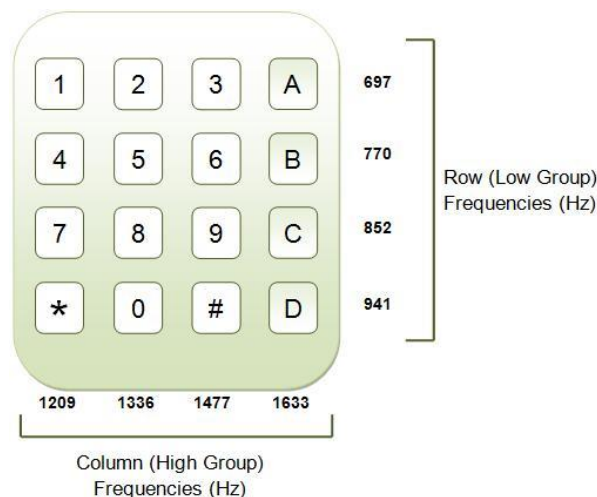 1 2 3 A 697
4 5 6 B 770
Row (Low Group)
Frequencies (Hz)
7 8 9 C 852
* 0 # D 941
1209 1336 1477 1633
Column (High Group)
Frequencies (Hz)